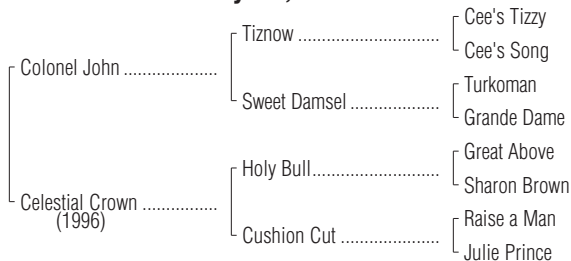 Cee's Tizzy
Tiznow ..............................
Cee's Song
Colonel John ....................
Turkoman
Sweet Damsel ...................
Grande Dame
Great Above
Holy Bull...........................
Sharon Brown
Celestial Crown ................
(1996)
Raise a Man
Cushion Cut .....................
Julie Prince